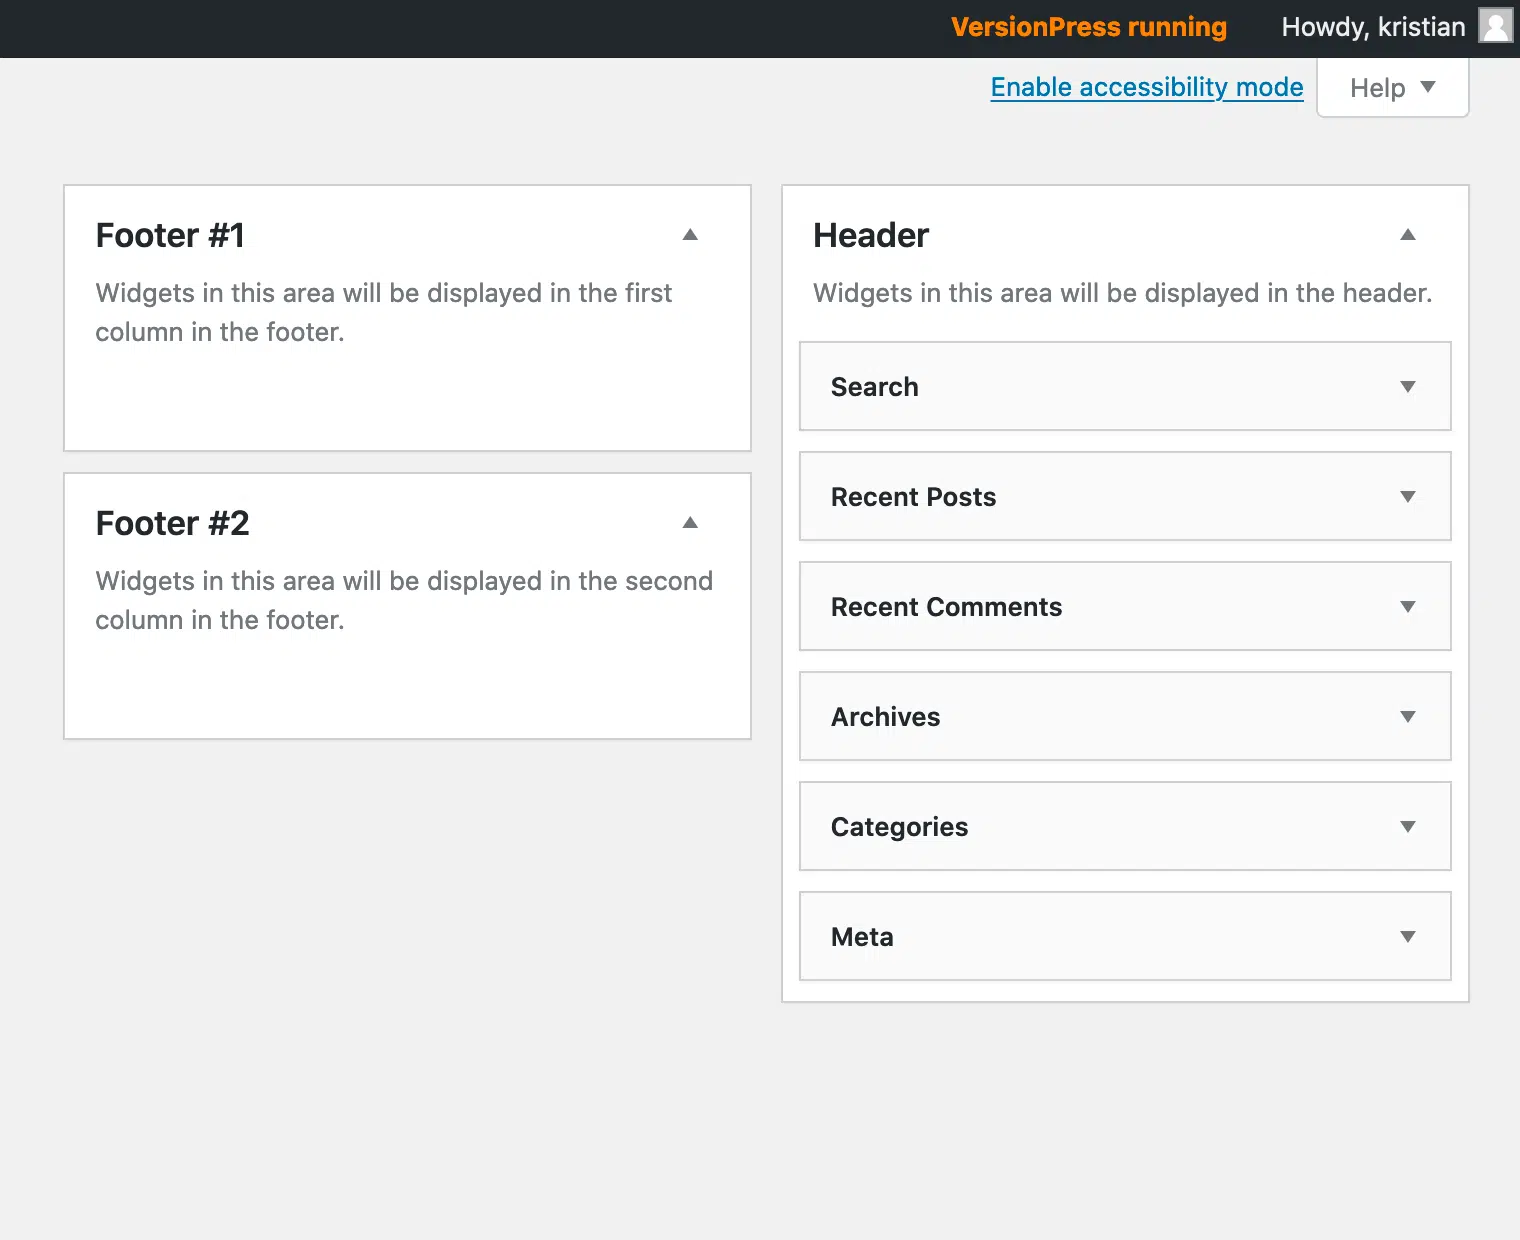 VersionPress running
Howdy, kristian
Enable accessibility mode
Help
Footer #1
Widgets in this area will be displayed in the first
column in the footer.
Footer #2
Widgets in this area will be displayed in the second
column in the footer.
Header
Widgets in this area will be displayed in the header.
Search
Recent Posts
Recent Comments
Archives
Categories
Meta